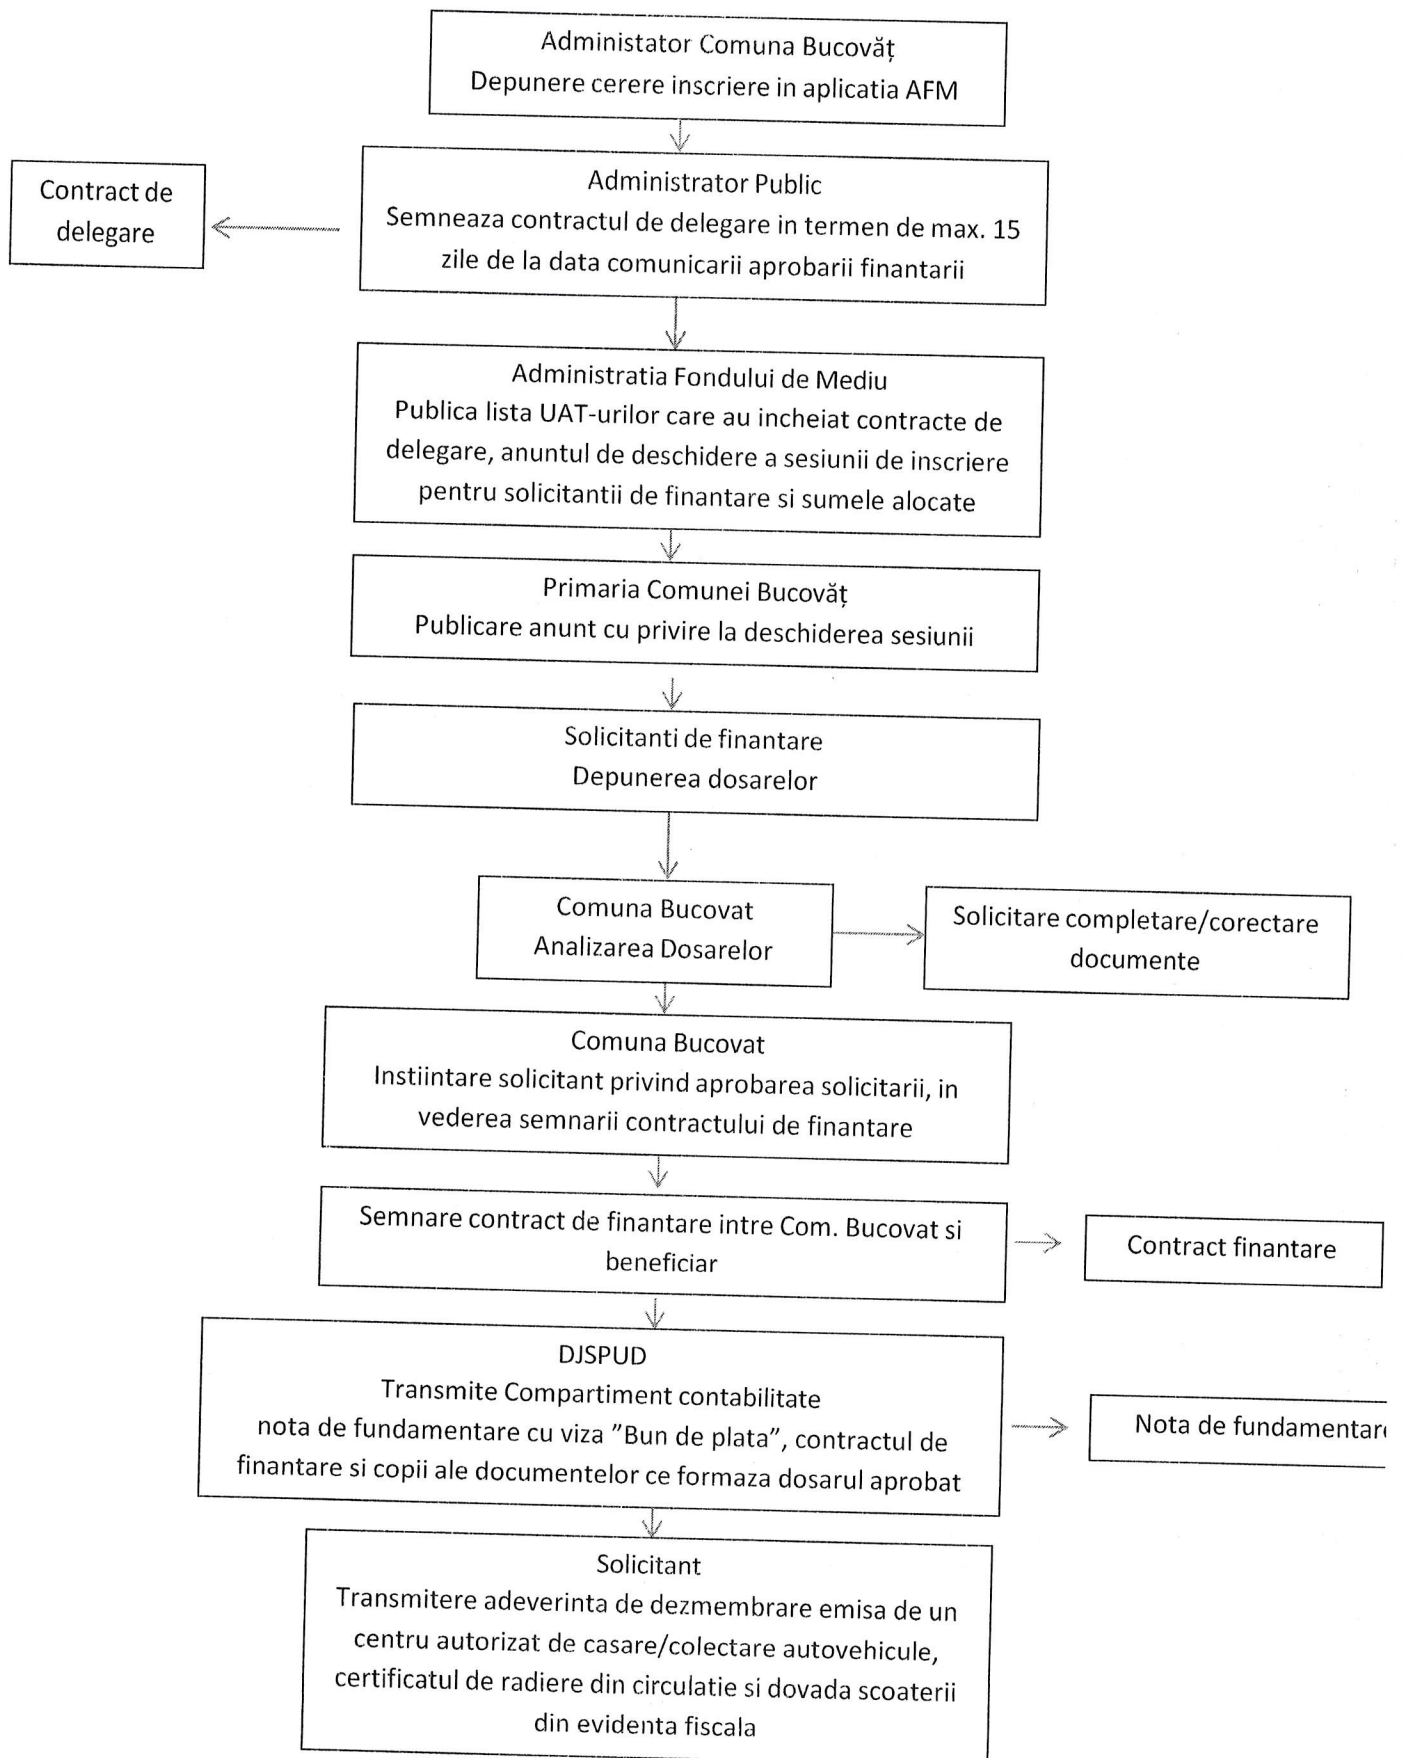 Administator Comuna Bucovăț
Depunere cerere inscriere in aplicatia AFM
Contract de
delegare
Administrator Public
Semneaza contractul de delegare in termen de max. 15
zile de la data comunicarii aprobarii finantarii
Administratia Fondului de Mediu
Publica lista UAT-urilor care au incheiat contracte de
delegare, anuntul de deschidere a sesiunii de inscriere
pentru solicitantii de finantare si sumele alocate
Primaria Comunei Bucovăț
Publicare anunt cu privire la deschiderea sesiunii
Solicitanti de finantare
Depunerea dosarelor
Comuna Bucovat
Analizarea Dosarelor
Solicitare completare/corectare
documente
Comuna Bucovat
Instiintare solicitant privind aprobarea solicitarii, in
vederea semnarii contractului de finantare
Semnare contract de finantare intre Com. Bucovat si
beneficiar
Contract finantare
DJSPUD
Transmite Compartiment contabilitate
nota de fundamentare cu viza ”Bun de plata”, contractul de
finantare si copii ale documentelor ce formaza dosarul aprobat
Nota de fundamentare
Solicitant
Transmitere adeverinta de dezmembrare emisa de un
centru autorizat de casare/colectare autovehicule,
certificatul de radiere din circulatie si dovada scoaterii
din evidenta fiscala